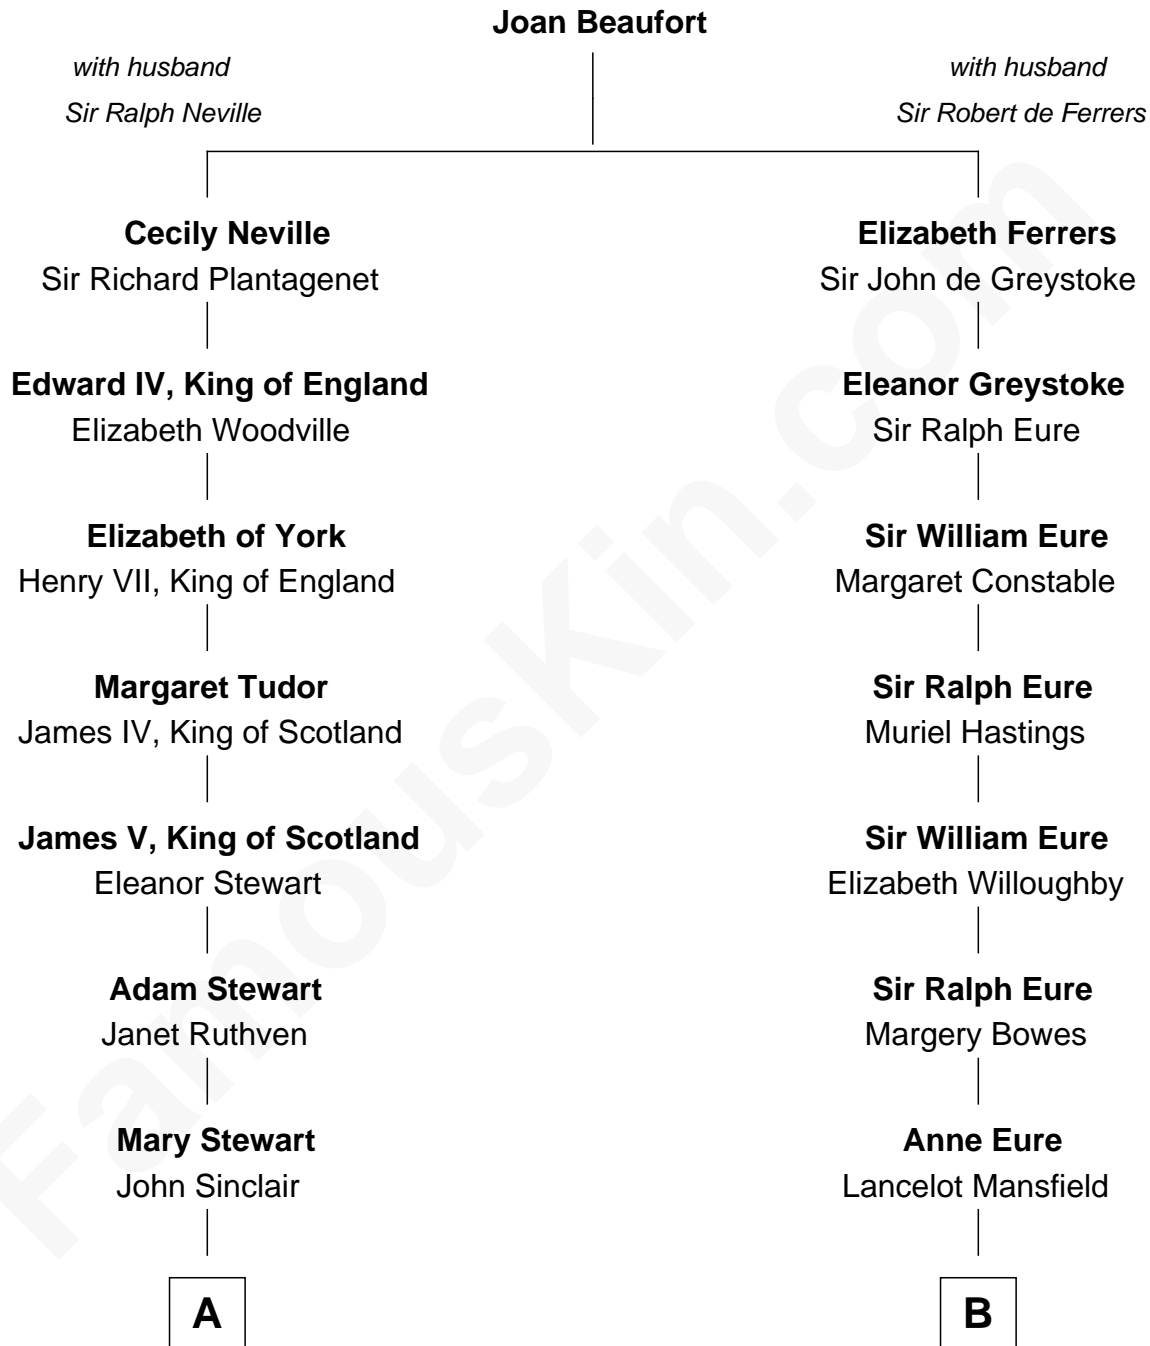 Joan Beaufort
with husband
Sir Ralph Neville
with husband
Sir Robert de Ferrers
Cecily Neville
Sir Richard Plantagenet
Elizabeth Ferrers
Sir John de Greystoke
Edward IV, King of England
Elizabeth Woodville
Eleanor Greystoke
Sir Ralph Eure
Elizabeth of York
Henry VII, King of England
Sir William Eure
Margaret Constable
Margaret Tudor
James IV, King of Scotland
Sir Ralph Eure
Muriel Hastings
James V, King of Scotland
Eleanor Stewart
Sir William Eure
Elizabeth Willoughby
Adam Stewart
Janet Ruthven
Sir Ralph Eure
Margery Bowes
Mary Stewart
John Sinclair
Anne Eure
Lancelot Mansfield
A
B
FamousKin.com